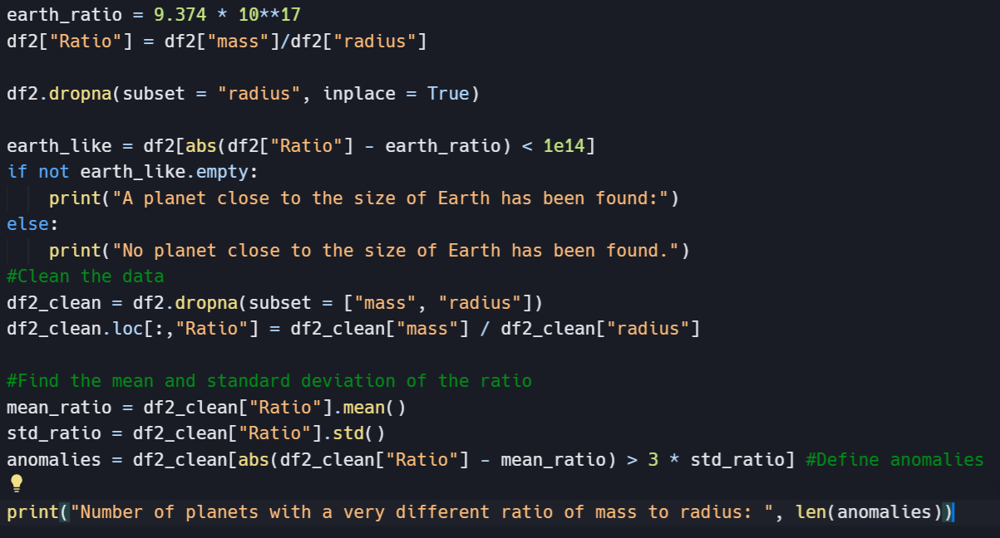 earth_ratio = 9.374 * 10**17
df2["Ratio"] = df2["mass"]/df2["radius"]
df2.dropna(subset = "radius", inplace = True)
earth_like = df2[abs(df2["Ratio"] - earth_ratio) < 1e14]
if not earth_like.empty:
    print("A planet close to the size of Earth has been found:")
else:
    print("No planet close to the size of Earth has been found.")
#Clean the data
df2_clean = df2.dropna(subset = ["mass", "radius"])
df2_clean.loc[:,"Ratio"] = df2_clean["mass"] / df2_clean["radius"]
#Find the mean and standard deviation of the ratio
mean_ratio = df2_clean["Ratio"].mean()
std_ratio = df2_clean["Ratio"].std()
anomalies = df2_clean[abs(df2_clean["Ratio"] - mean_ratio) > 3 * std_ratio] #Define anomalies
print("Number of planets with a very different ratio of mass to radius: ", len(anomalies))